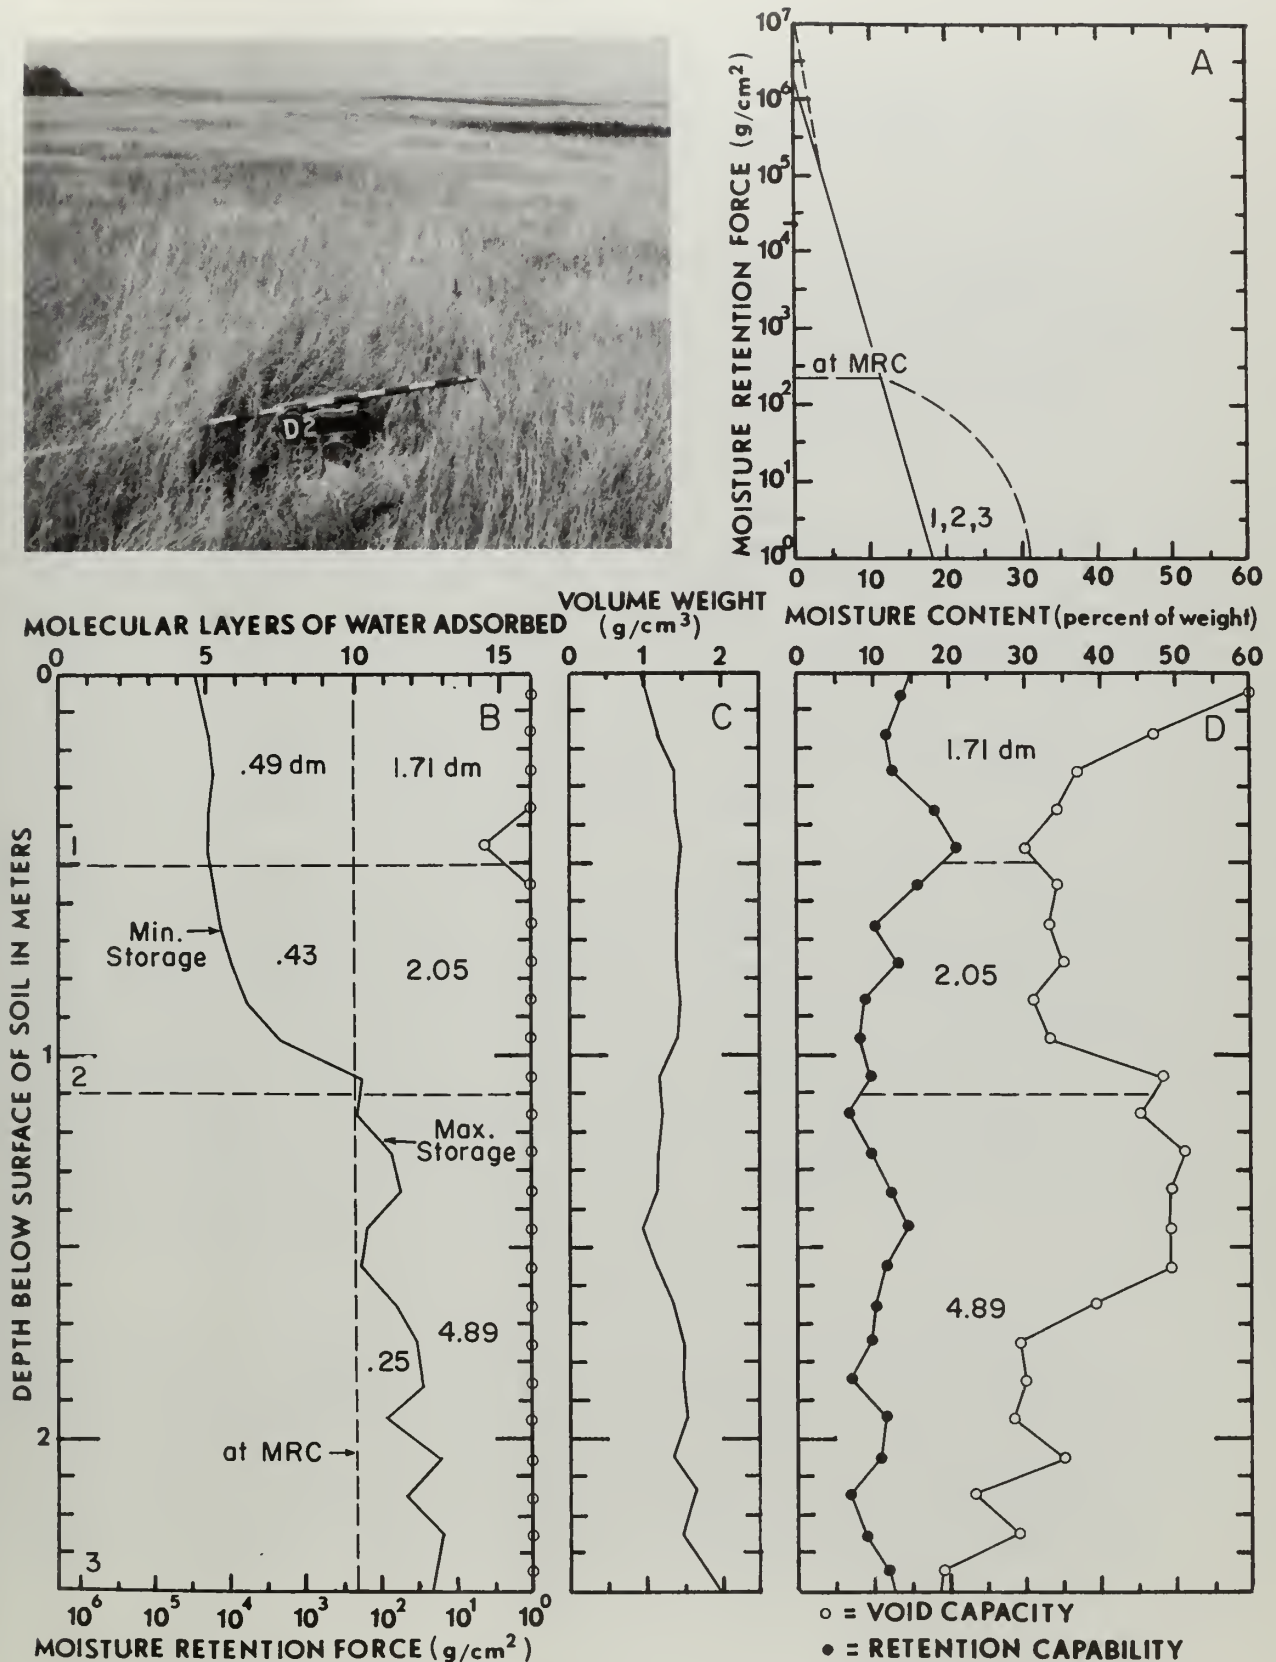 D2
A
MOISTURE RETENTION FORCE (g/cm²)
10⁷
10⁶
10⁵
10⁴
10³
10²
10¹
10⁰
at MRC
1,2,3
0 10 20 30 40 50 60
MOISTURE CONTENT (percent of weight)
MOLECULAR LAYERS OF WATER ADSORBED
0 5 10 15
VOLUME WEIGHT
(g/cm³)
0 1 2
0 10 20 30 40 50 60
DEPTH BELOW SURFACE OF SOIL IN METERS
0
1
2
B
.49 dm
1.71 dm
1
Min.
Storage
.43
2.05
2
Max.
Storage
4.89
.25
at MRC
3
10⁶ 10⁵ 10⁴ 10³ 10² 10¹ 10⁰
MOISTURE RETENTION FORCE (g/cm²)
C
D
1.71 dm
2.05
4.89
o = VOID CAPACITY
• = RETENTION CAPABILITY